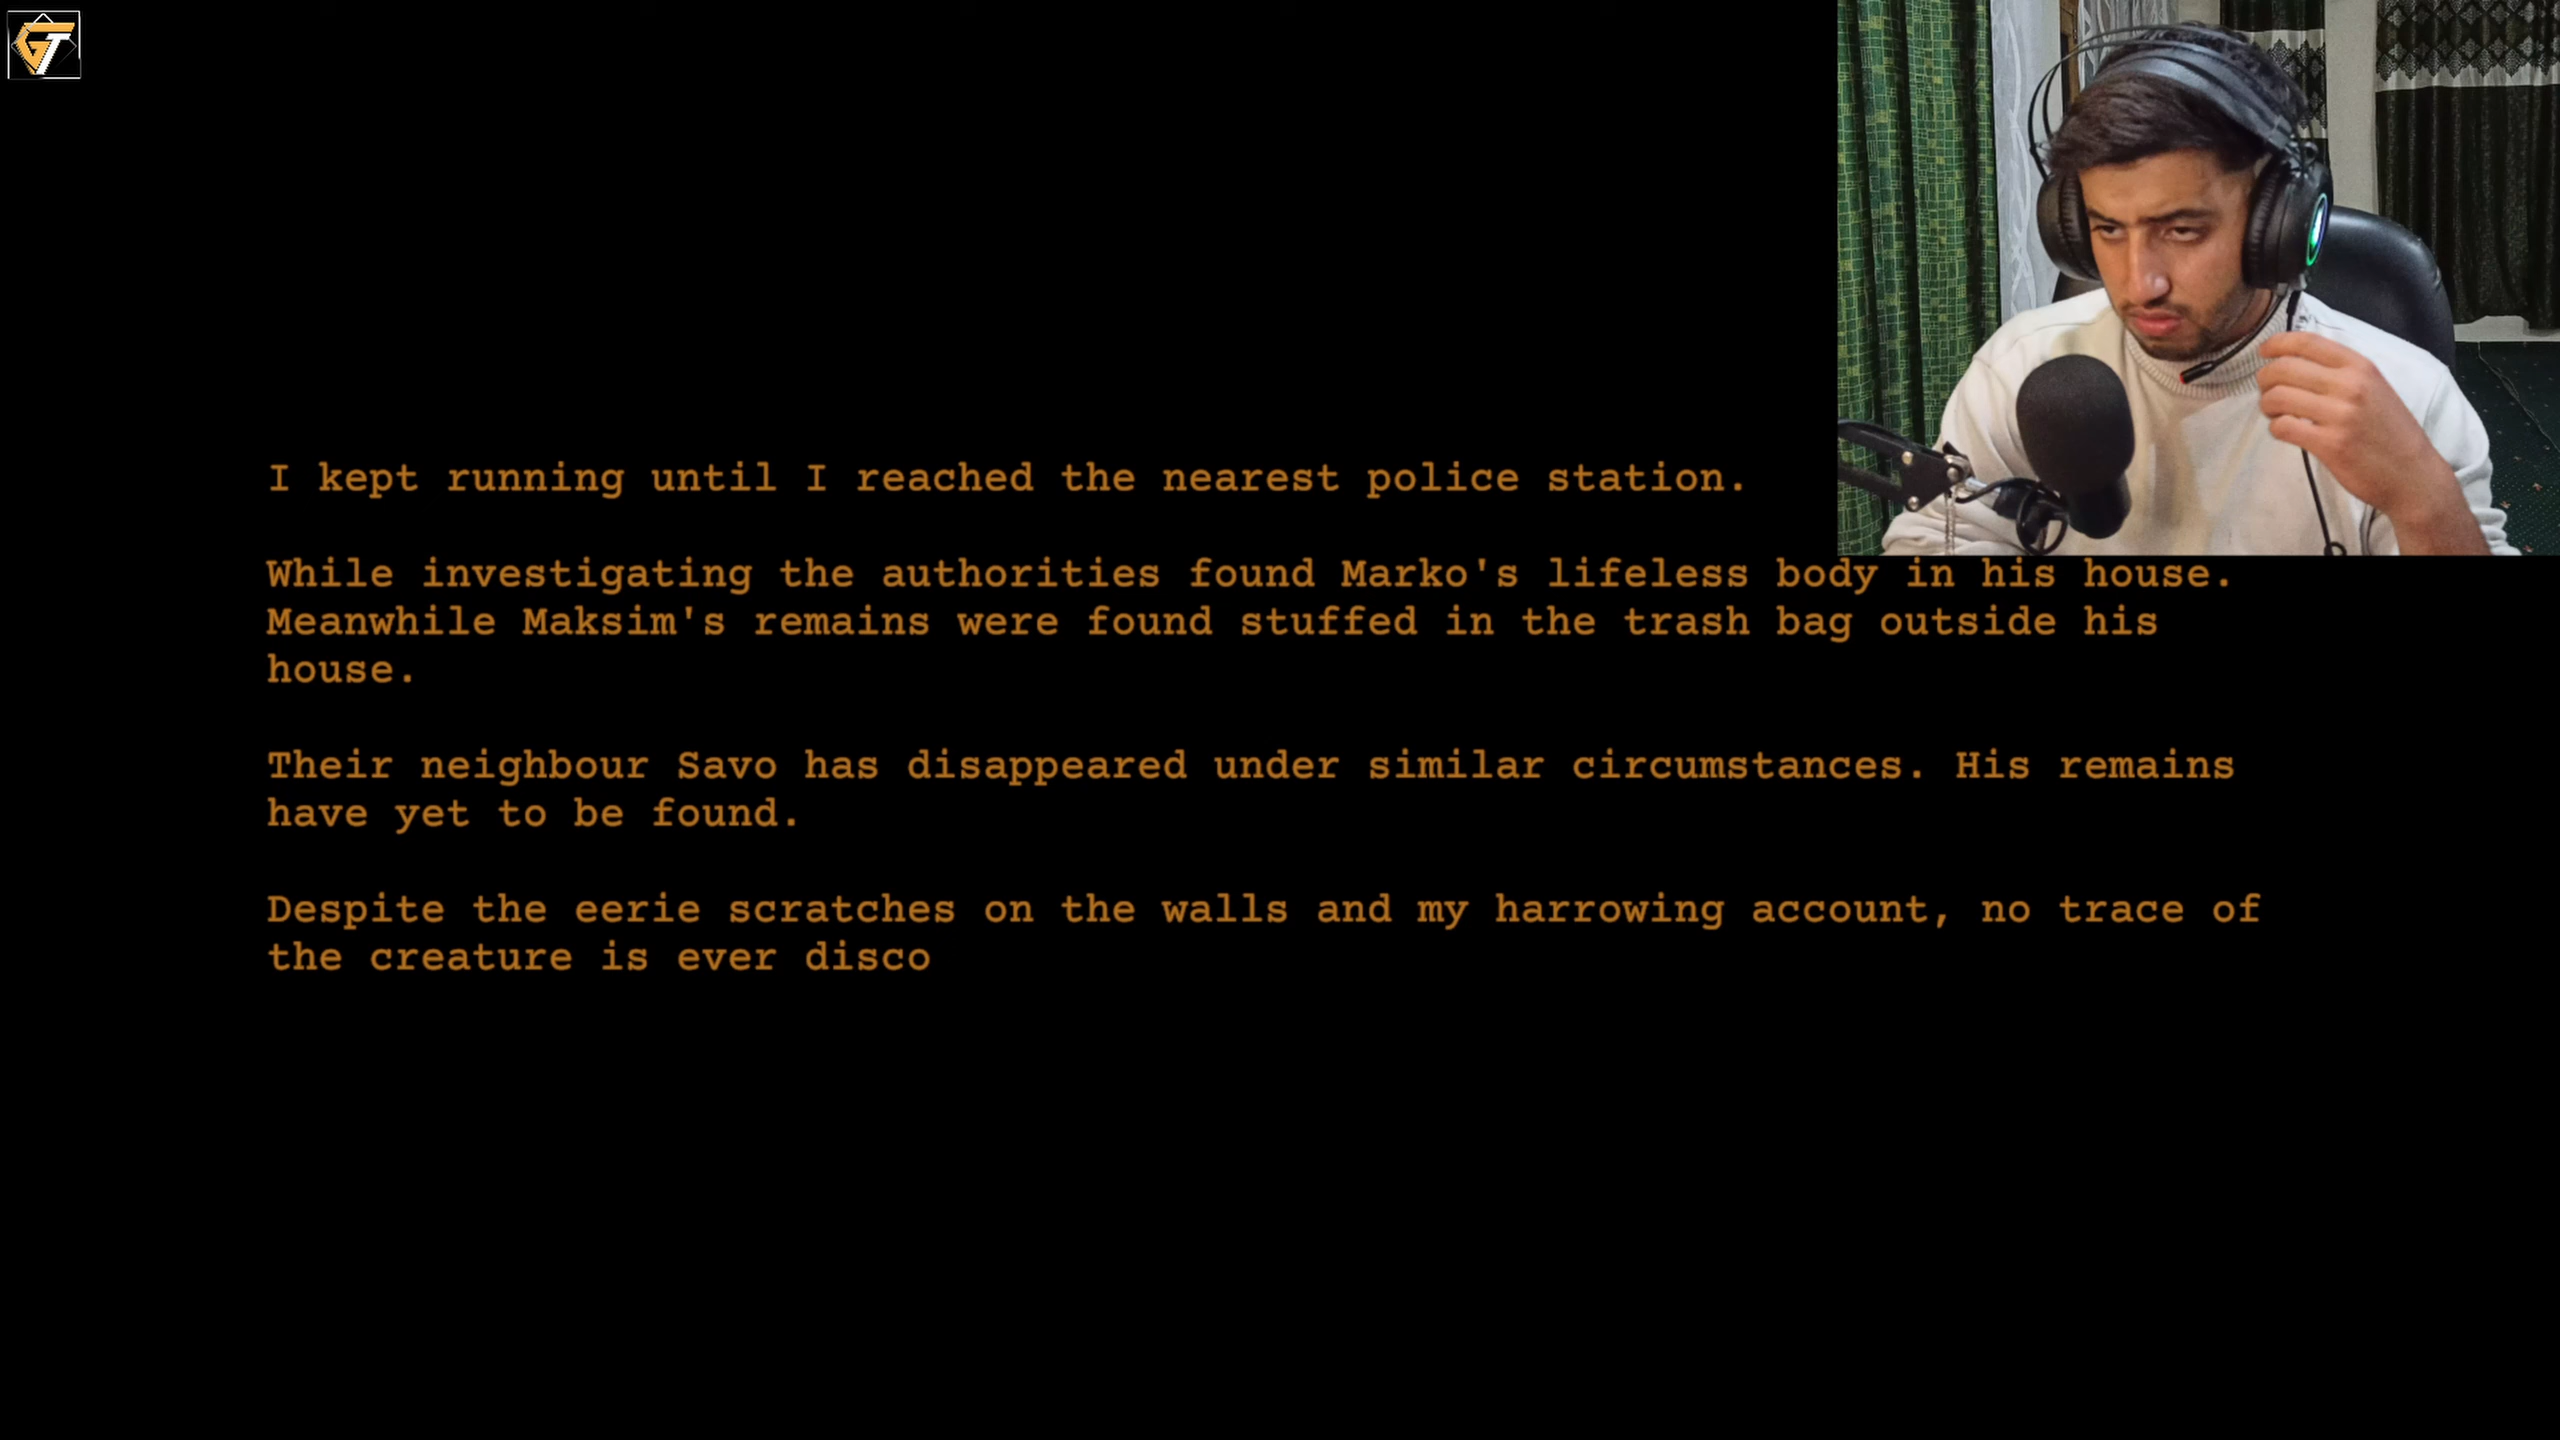 GT
I kept running until I reached the nearest police station.
While investigating the authorities found Marko's lifeless body in his house.
Meanwhile Maksim's remains were found stuffed in the trash bag outside his
house.
Their neighbour Savo has disappeared under similar circumstances. His remains
have yet to be found.
Despite the eerie scratches on the walls and my harrowing account, no trace of
the creature is ever disco